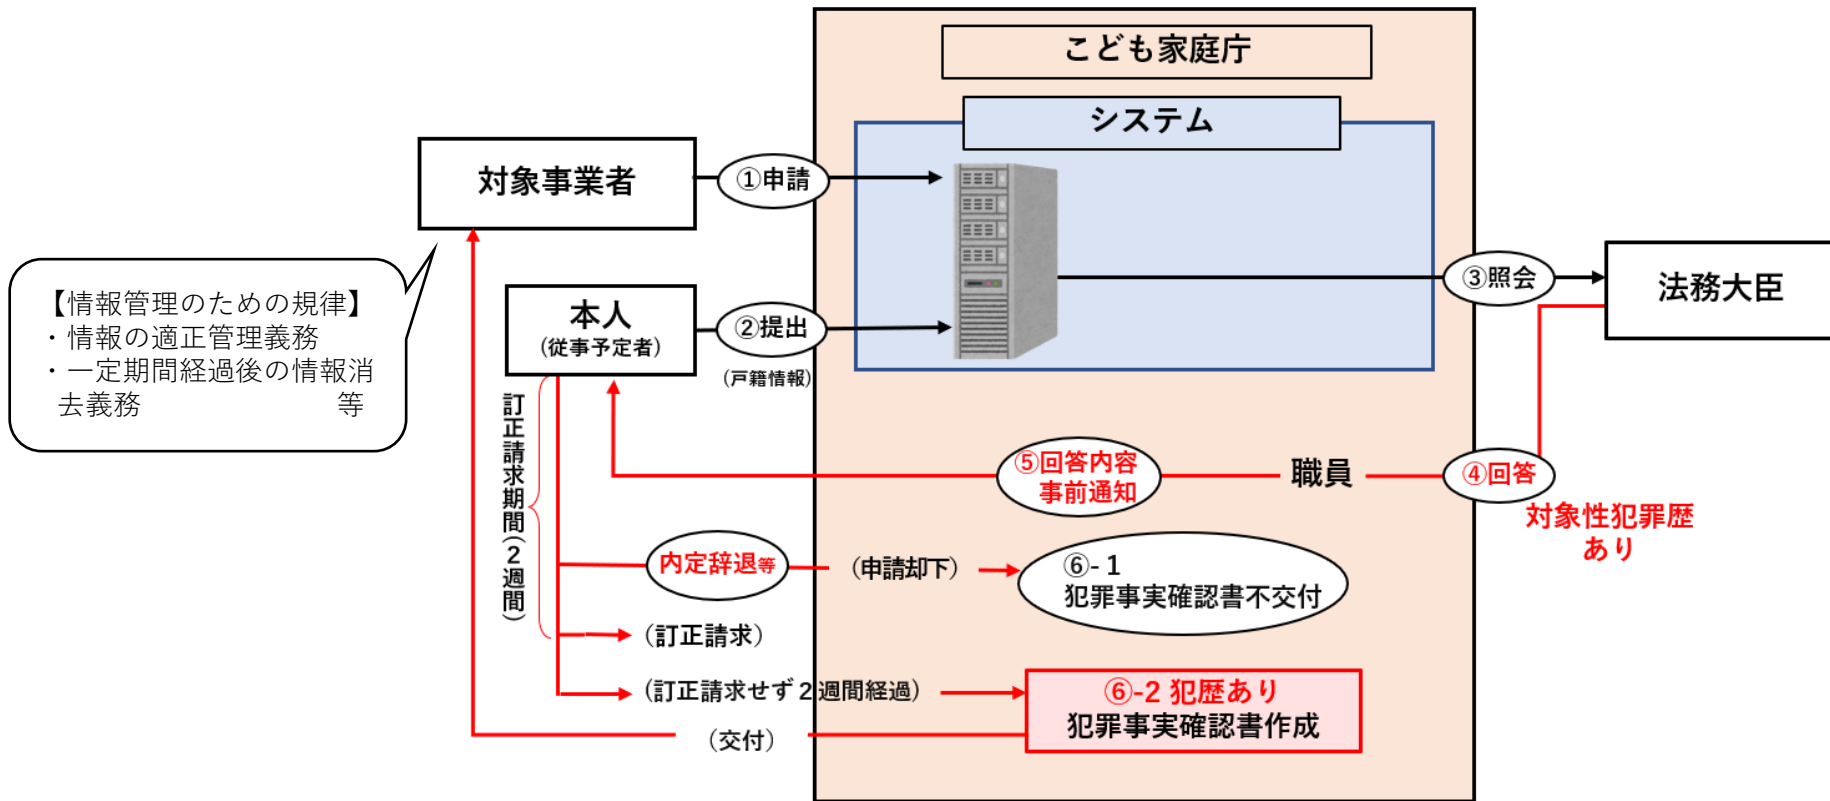 こども家庭庁
システム
対象事業者
①申請
【情報管理のための規律】
・情報の適正管理義務
・一定期間経過後の情報消
去義務 等
本人
(従事予定者)
②提出
(戸籍情報)
③照会
法務大臣
訂正請求期間(2週間)
⑤回答内容
事前通知
職員
④回答
対象性犯罪歴
あり
内定辞退等
(申請却下)
⑥-1
犯罪事実確認書不交付
(訂正請求)
(訂正請求せず2週間経過)
⑥-2 犯歴あり
犯罪事実確認書作成
(交付)